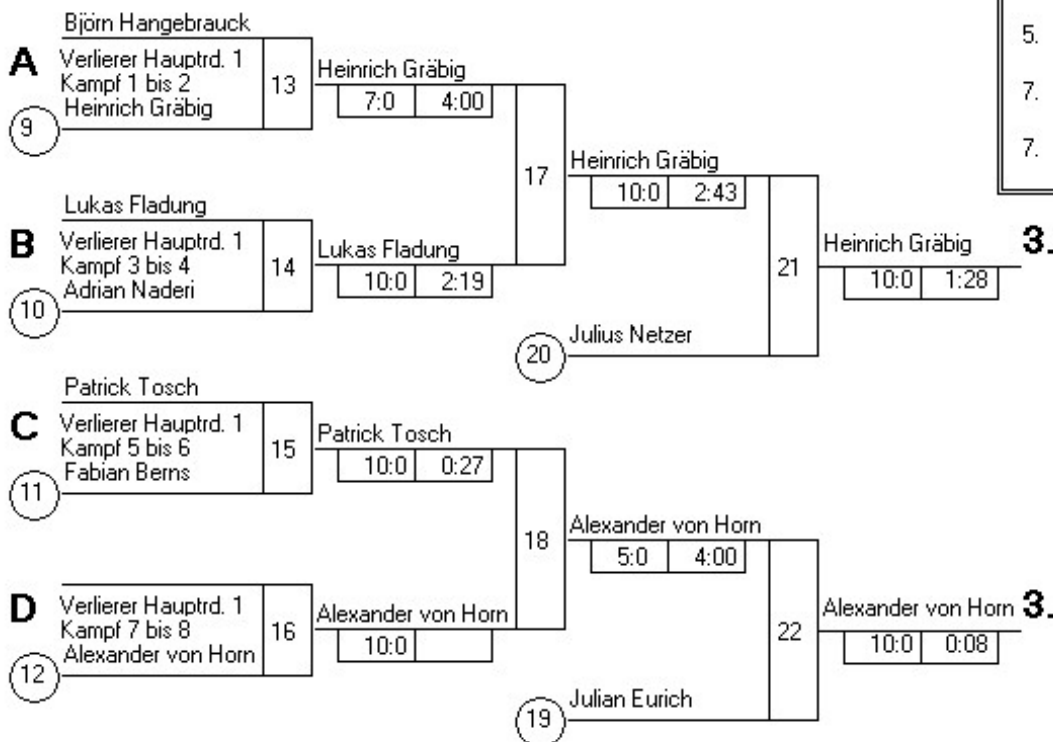 Björn Hangebrauck
A
Verlierer Hauptrd. 1
Kampf 1 bis 2
Heinrich Gräbig
9
13
Heinrich Gräbig
7:0 4:00
B
Lukas Fladung
Verlierer Hauptrd. 1
Kampf 3 bis 4
Adrian Naderi
10
14
Lukas Fladung
10:0 2:19
17
Heinrich Gräbig
10:0 2:43
20
Julius Netzer
21
Heinrich Gräbig
10:0 1:28
3.
C
Patrick Tosch
Verlierer Hauptrd. 1
Kampf 5 bis 6
Fabian Berns
11
15
Patrick Tosch
10:0 0:27
D
Verlierer Hauptrd. 1
Kampf 7 bis 8
Alexander von Horn
12
16
Alexander von Horn
10:0
18
Alexander von Horn
5:0 4:00
19
Julian Eurich
22
Alexander von Horn
10:0 0:08
3.
5.
7.
7.